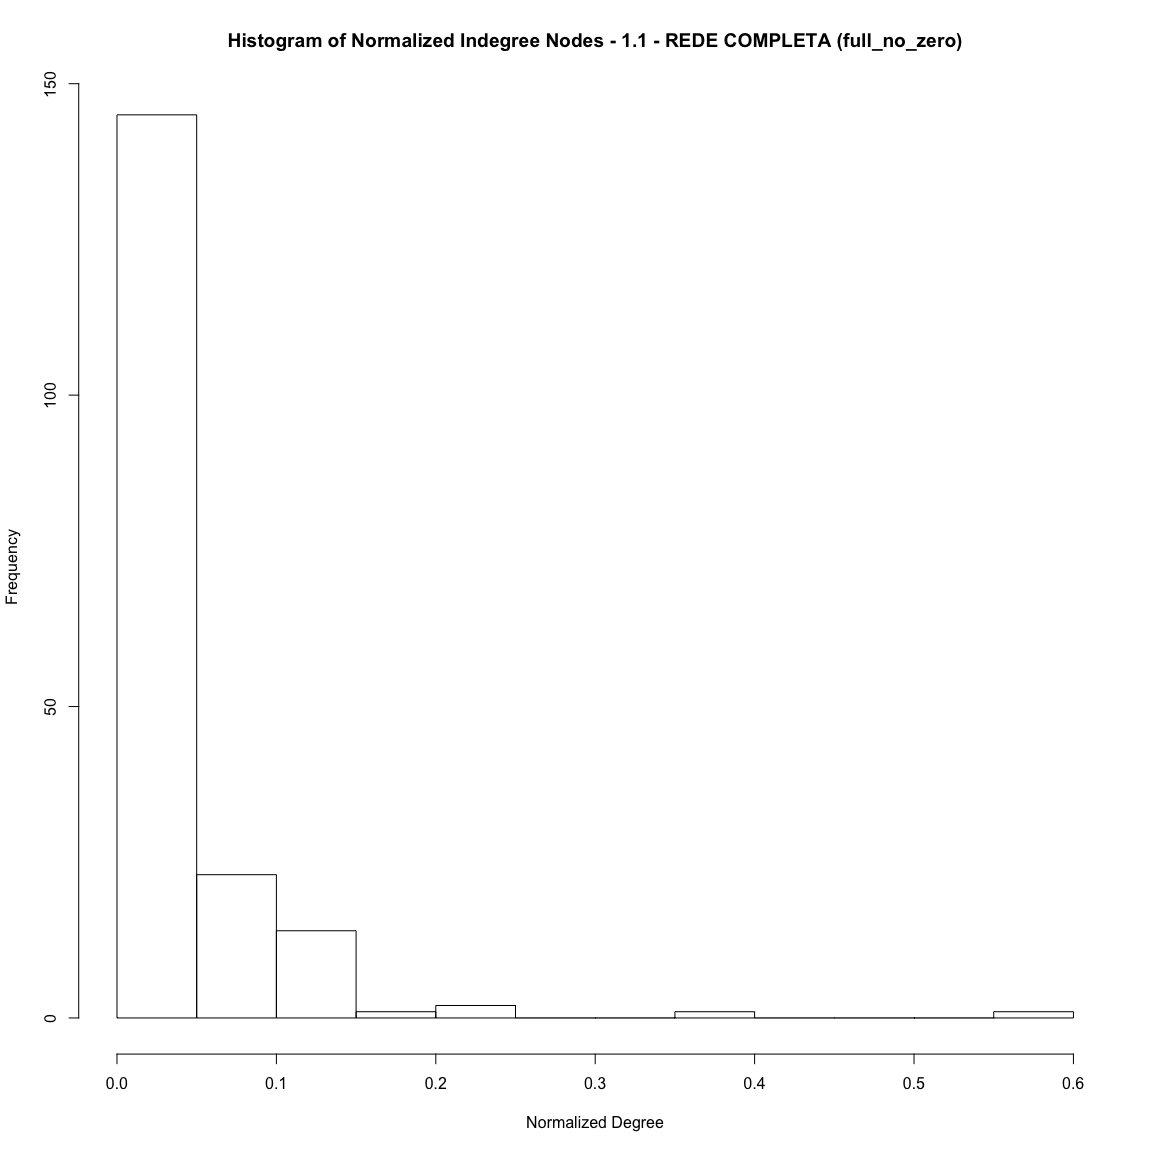 Histogram of Normalized Indegree Nodes - 1.1 - REDE COMPLETA (full_no_zero)
150
100
50
0
Frequency
0.0 0.1 0.2 0.3 0.4 0.5 0.6
Normalized Degree